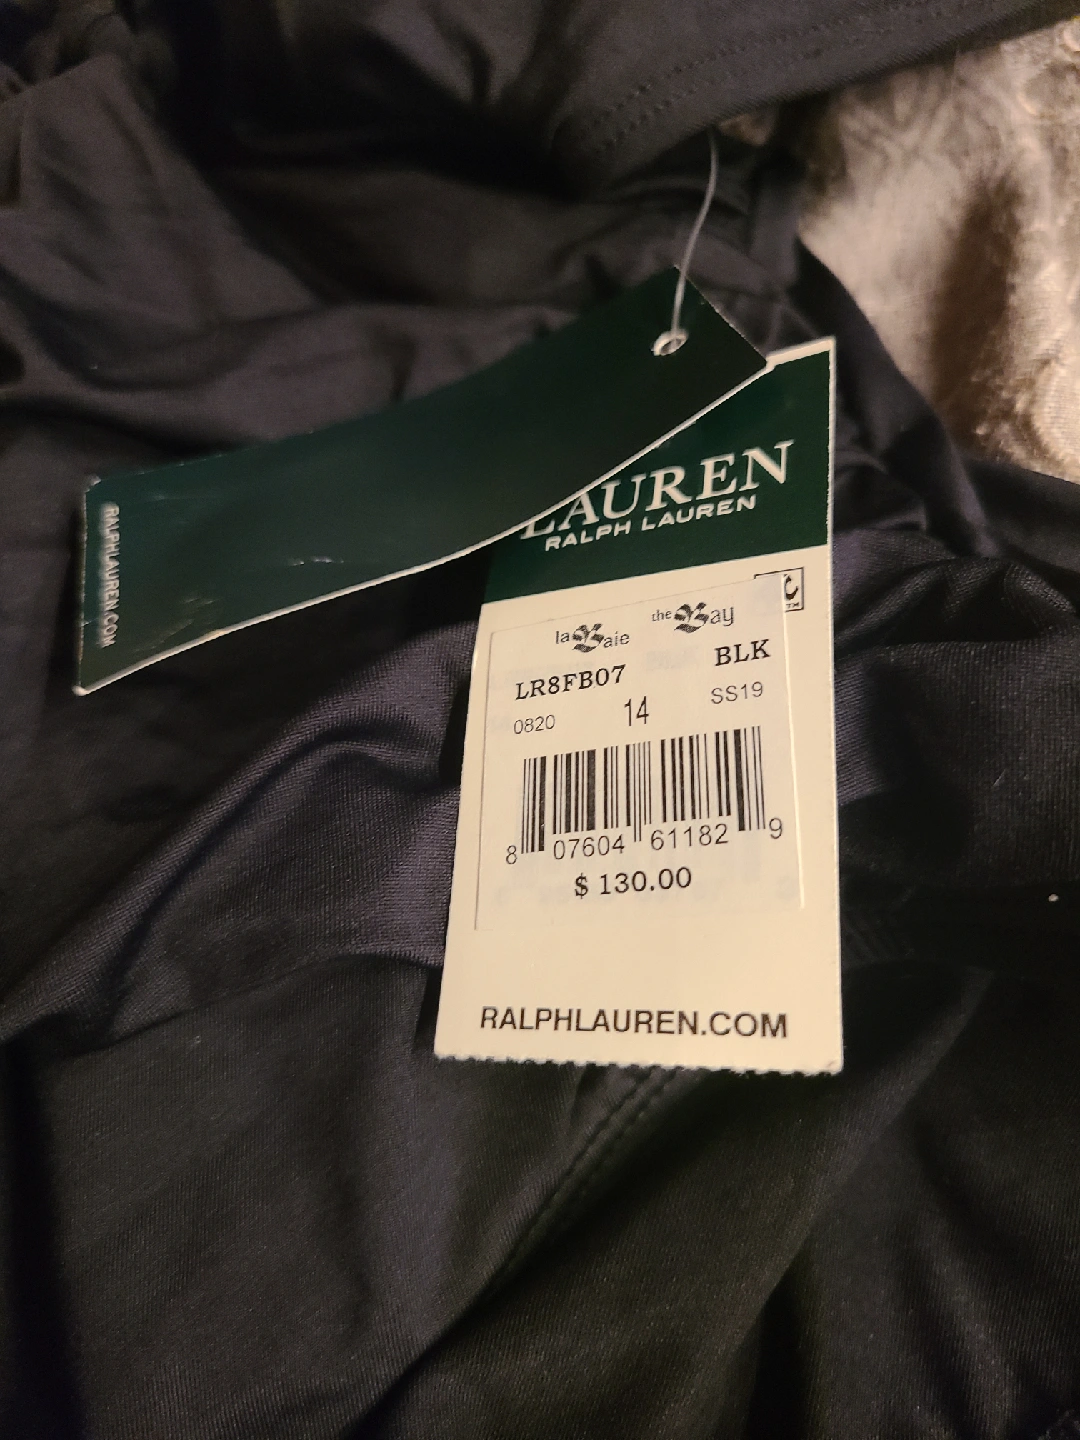 RALPHLAUREN.COM
LAUREN
RALPH LAUREN
la Baie the Bay
LR8FB07 BLK
0820 14 SS19
8 07604 61182 9
$ 130.00
RALPHLAUREN.COM